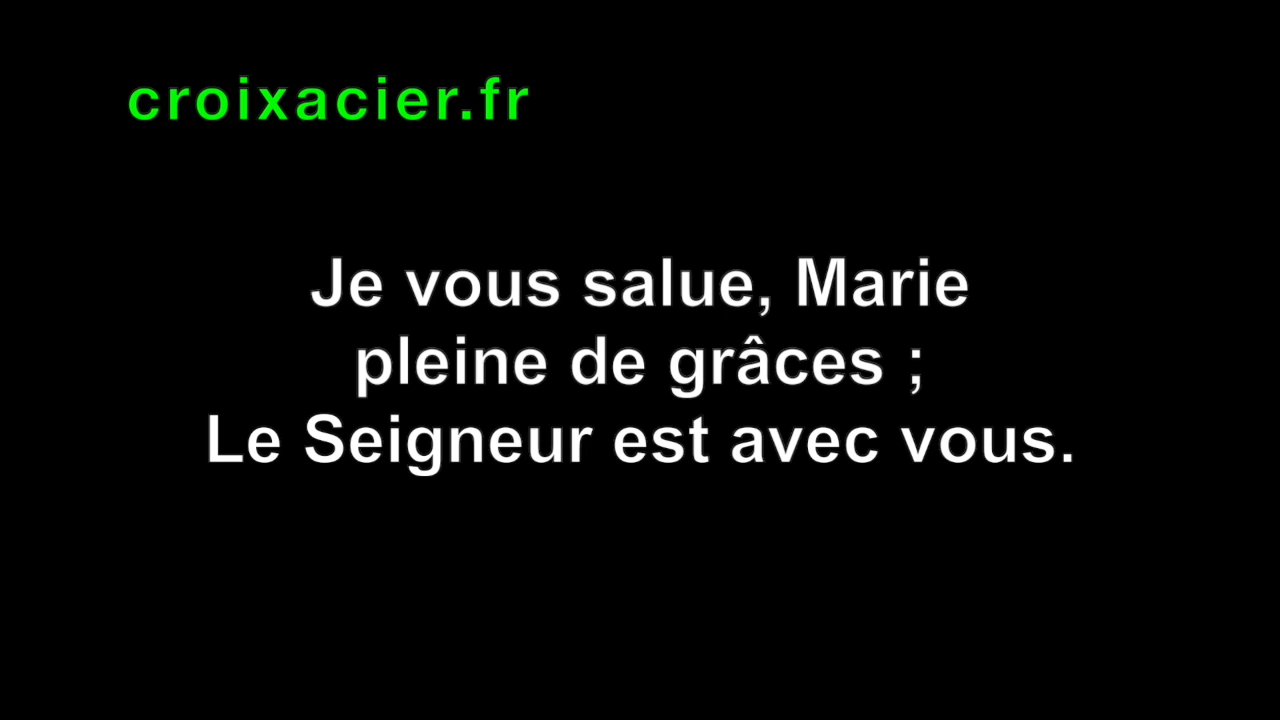 croixacier.fr
Je vous salue, Marie
pleine de grâces ;
Le Seigneur est avec vous.